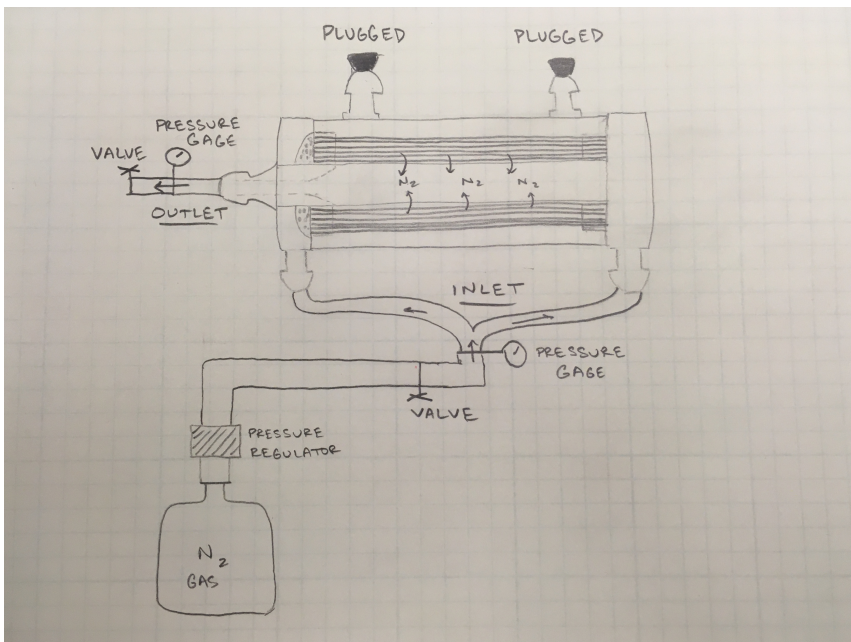 PLUGGED
PLUGGED
PRESSURE
GAGE
VALVE
OUTLET
N2
N2
N2
INLET
PRESSURE
GAGE
VALVE
PRESSURE
REGULATOR
N2
GAS